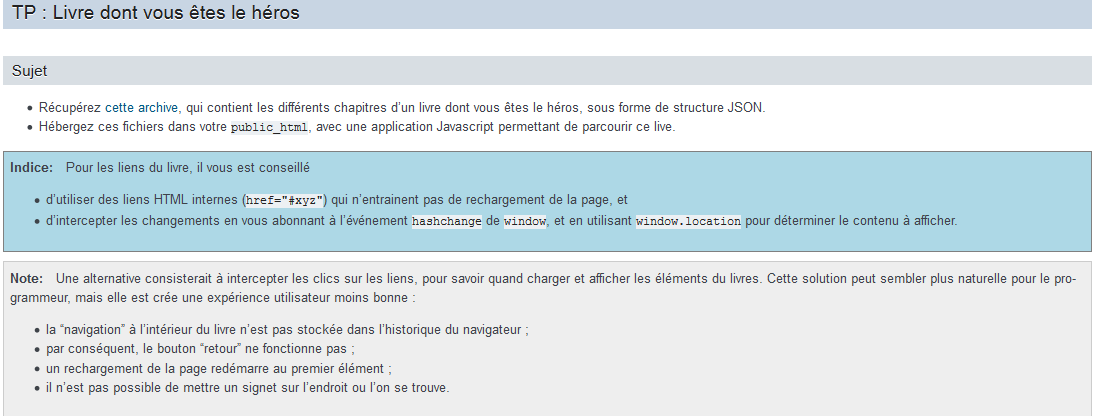 TP : Livre dont vous êtes le héros
Sujet
• Récupérez cette archive, qui contient les différents chapitres d’un livre dont vous êtes le héros, sous forme de structure JSON.
• Hébergez ces fichiers dans votre public_html, avec une application Javascript permettant de parcourir ce live.
Indice: Pour les liens du livre, il vous est conseillé
• d’utiliser des liens HTML internes (href="#xyz") qui n’entrainent pas de rechargement de la page, et
• d’intercepter les changements en vous abonnant à l’événement hashchange de window, et en utilisant window.location pour déterminer le contenu à afficher.
Note: Une alternative consisterait à intercepter les clics sur les liens, pour savoir quand charger et afficher les éléments du livres. Cette solution peut sembler plus naturelle pour le pro-
grammeur, mais elle est crée une expérience utilisateur moins bonne :
• la “navigation” à l’intérieur du livre n’est pas stockée dans l’historique du navigateur ;
• par conséquent, le bouton “retour” ne fonctionne pas ;
• un rechargement de la page redémarre au premier élément ;
• il n’est pas possible de mettre un signet sur l’endroit ou l’on se trouve.